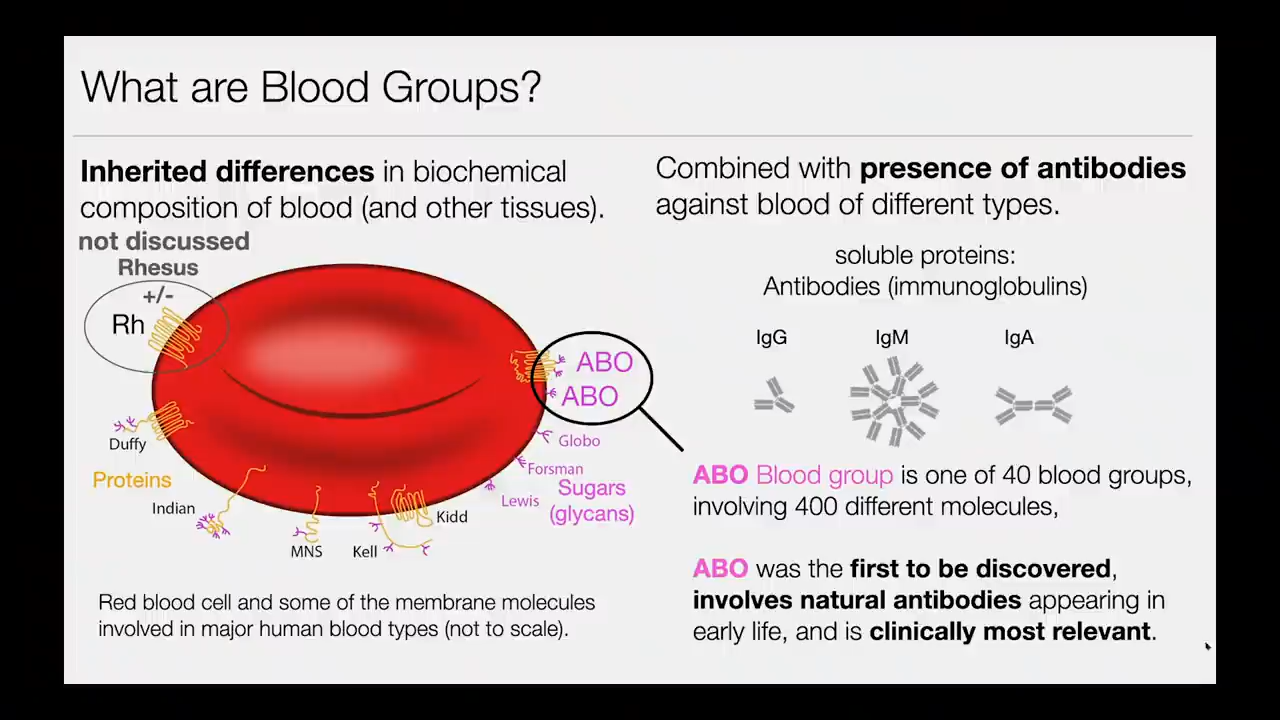 What are Blood Groups?
Inherited differences in biochemical
composition of blood (and other tissues).
not discussed
Rhesus
+/-
Rh
Duffy
Proteins
Indian
MNS
Kell
Kidd
ABO
ABO
Globo
Forsman
Lewis
Sugars
(glycans)
Red blood cell and some of the membrane molecules
involved in major human blood types (not to scale).
Combined with presence of antibodies
against blood of different types.
soluble proteins:
Antibodies (immunoglobulins)
IgG IgM IgA
ABO Blood group is one of 40 blood groups,
involving 400 different molecules,
ABO was the first to be discovered,
involves natural antibodies appearing in
early life, and is clinically most relevant.